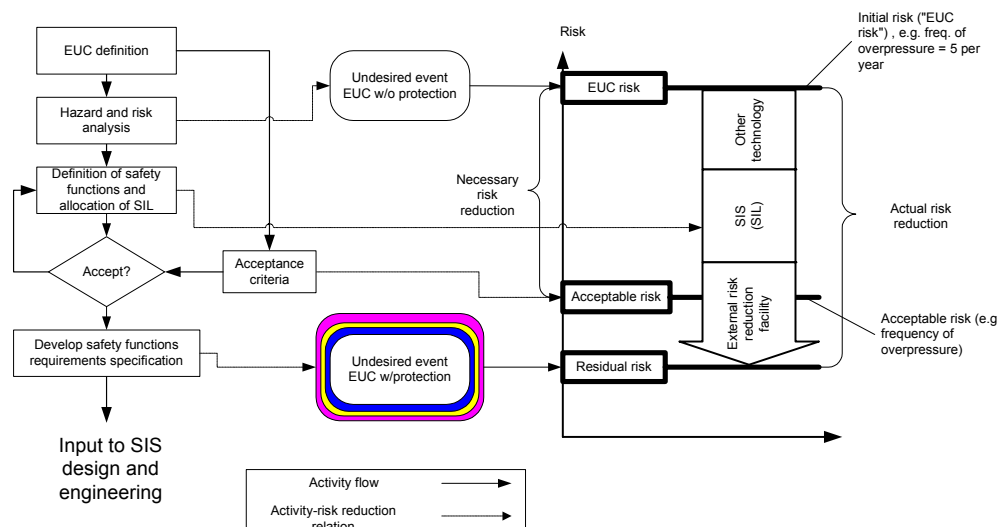 EUC definition
Hazard and risk
analysis
Definition of safety
functions and
allocation of SIL
Accept?
Acceptance
criteria
Develop safety functions
requirements specification
Input to SIS
design and
engineering
Undesired event
EUC w/o protection
Undesired event
EUC w/protection
Necessary
risk
reduction
Risk
EUC risk
Acceptable risk
Residual risk
Other
technology
SIS
(SIL)
External risk
reduction
facility
Initial risk ("EUC
risk") , e.g. freq. of
overpressure = 5 per
year
Actual risk
reduction
Acceptable risk (e.g
frequency of
overpressure)
Activity flow
Activity-risk reduction
relation